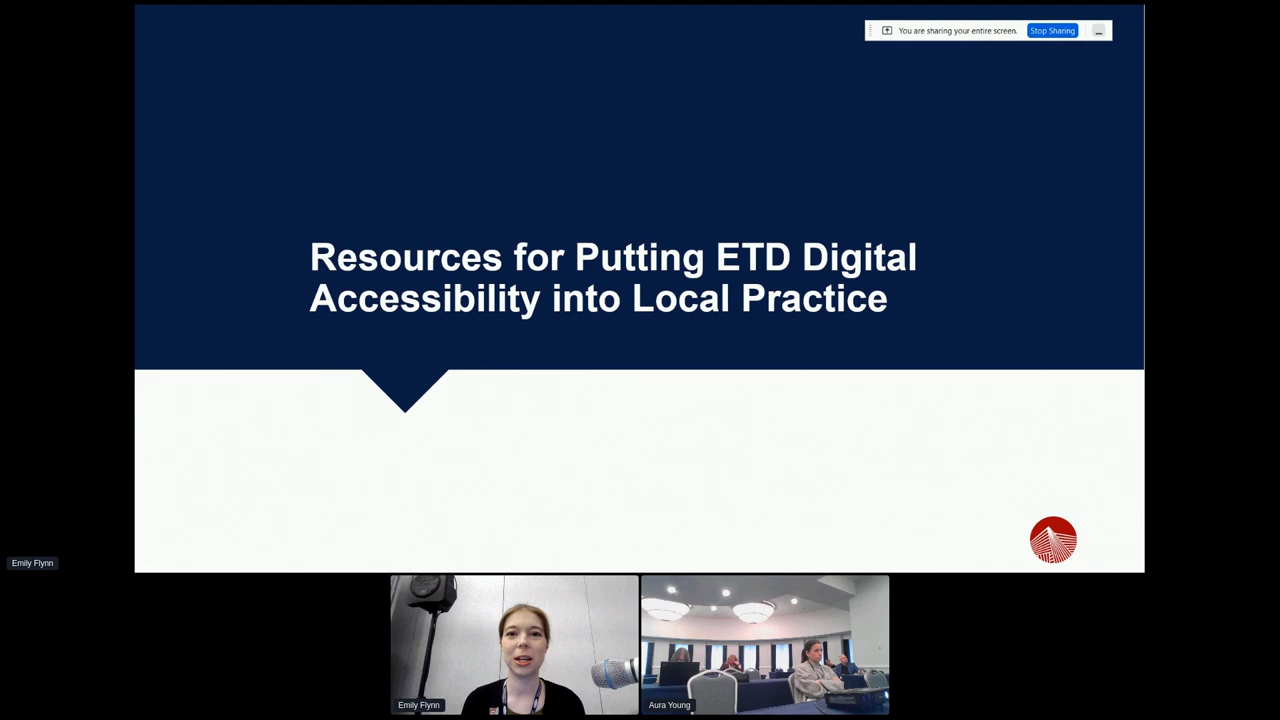 You are sharing your entire screen.
Stop Sharing
Resources for Putting ETD Digital
Accessibility into Local Practice
Emily Flynn
Emily Flynn
Aura Young